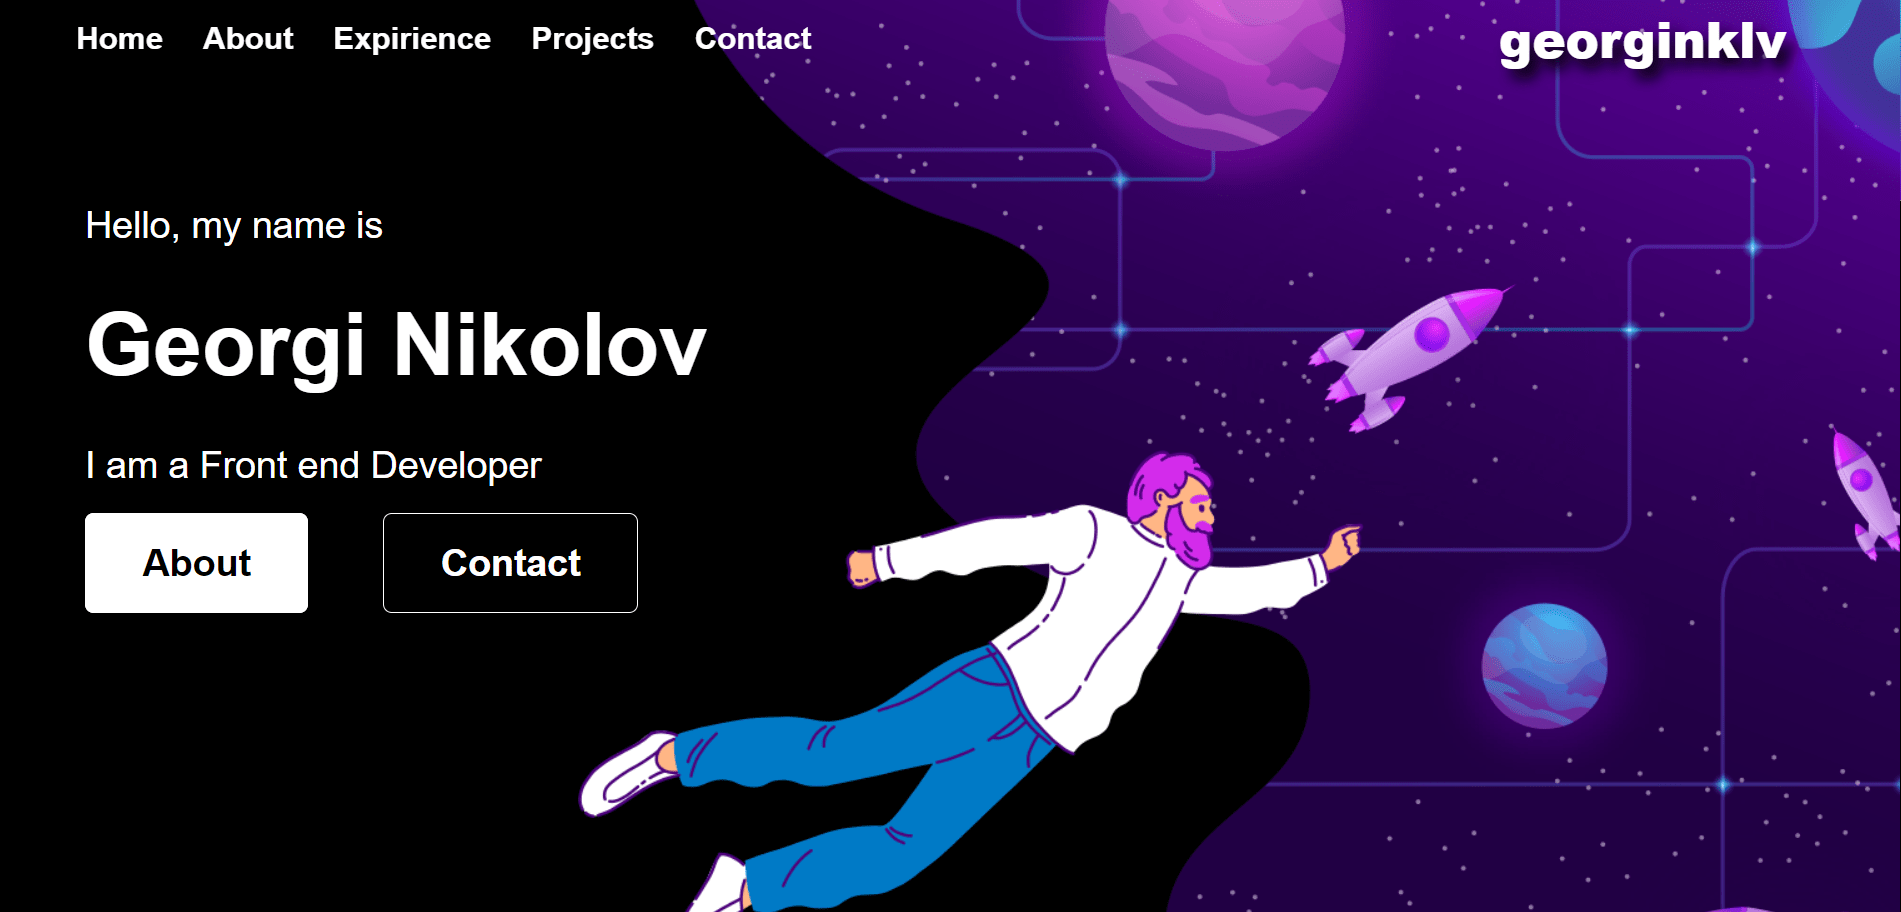 Home About Expirience Projects Contact
georginklv
Hello, my name is
Georgi Nikolov
I am a Front end Developer
About Contact